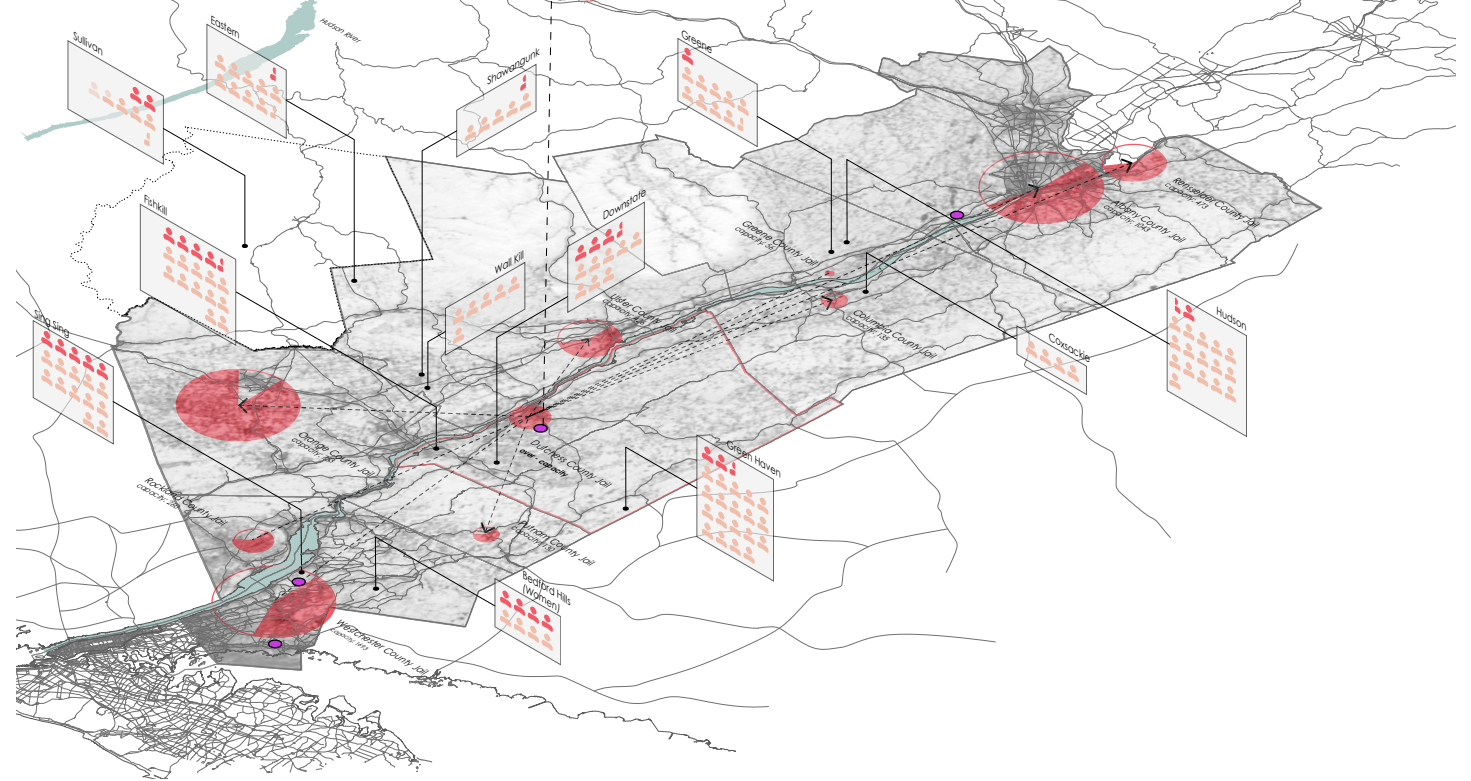 Hudson River
Eastern
Sullivan
Shawangunk
Greene
Fishkill
Downstate
Wall Kill
Sing Sing
Rensselaer County Jail
Albany County Jail
capacity: 1043
Greene County Jail
Ulster County Jail
Columbia County Jail
capacity: 135
Coxsackie
Hudson
Orange County Jail
Dutchess County Jail
over - capacity
Green Haven
Rockland County Jail
Putnam County Jail
Bedford Hills
(Women)
Westchester County Jail